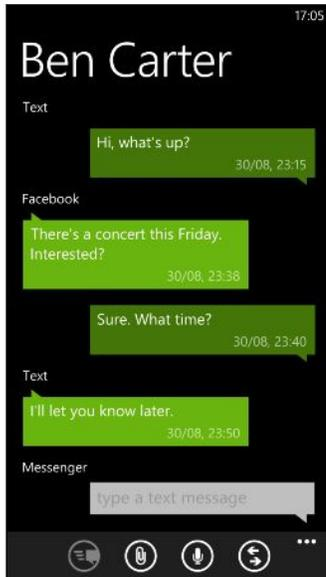 17:05
Ben Carter
Text
Hi, what's up?
30/08, 23:15
Facebook
There's a concert this Friday.
Interested?
30/08, 23:38
Sure. What time?
30/08, 23:40
Text
I'll let you know later.
30/08, 23:50
Messenger
type a text message